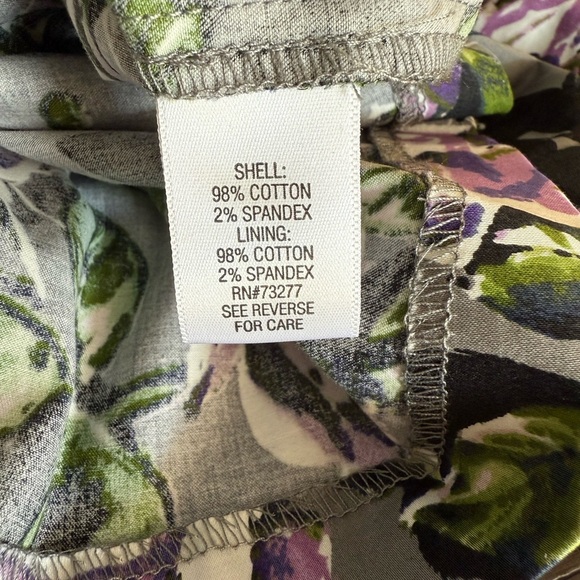 SHELL:
98% COTTON
2% SPANDEX
LINING:
98% COTTON
2% SPANDEX
RN#73277
SEE REVERSE
FOR CARE